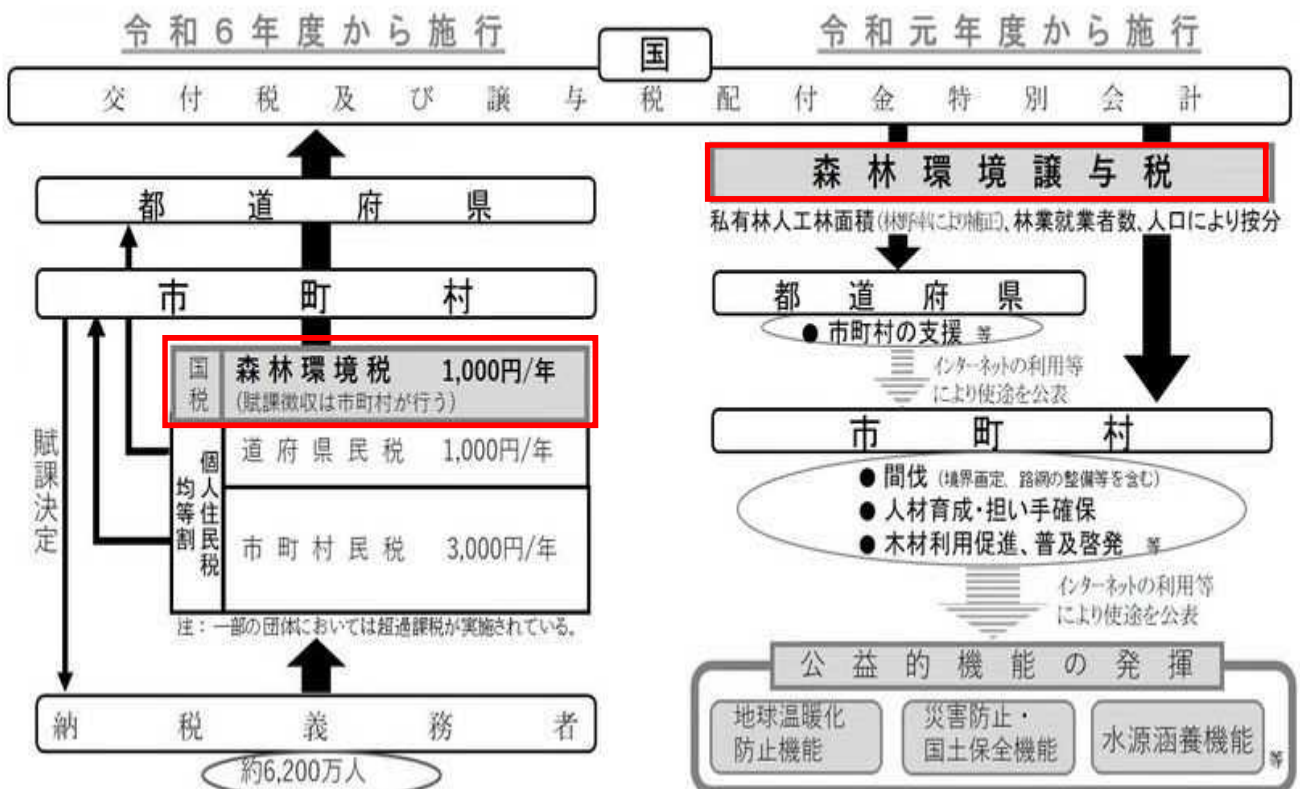 令和６年度から施行
令和元年度から施行
国
交付税及び譲与税配付金特別会計
都道府県
市町村
国税
森林環境税 1,000円/年
(賦課徴収は市町村が行う)
個人住民税
均等割
道府県民税 1,000円/年
市町村民税 3,000円/年
賦課決定
注：一部の団体においては超過課税が実施されている。
納税義務者
約6,200万人
森林環境譲与税
私有林人工林面積(林野率により補正)、林業就業者数、人口により按分
都道府県
● 市町村の支援 等
インターネットの利用等
により使途を公表
市町村
● 間伐 (境界画定、路網の整備等を含む)
● 人材育成・担い手確保
● 木材利用促進、普及啓発 等
インターネットの利用等
により使途を公表
公益的機能の発揮
地球温暖化
防止機能
災害防止・
国土保全機能
水源涵養機能
等